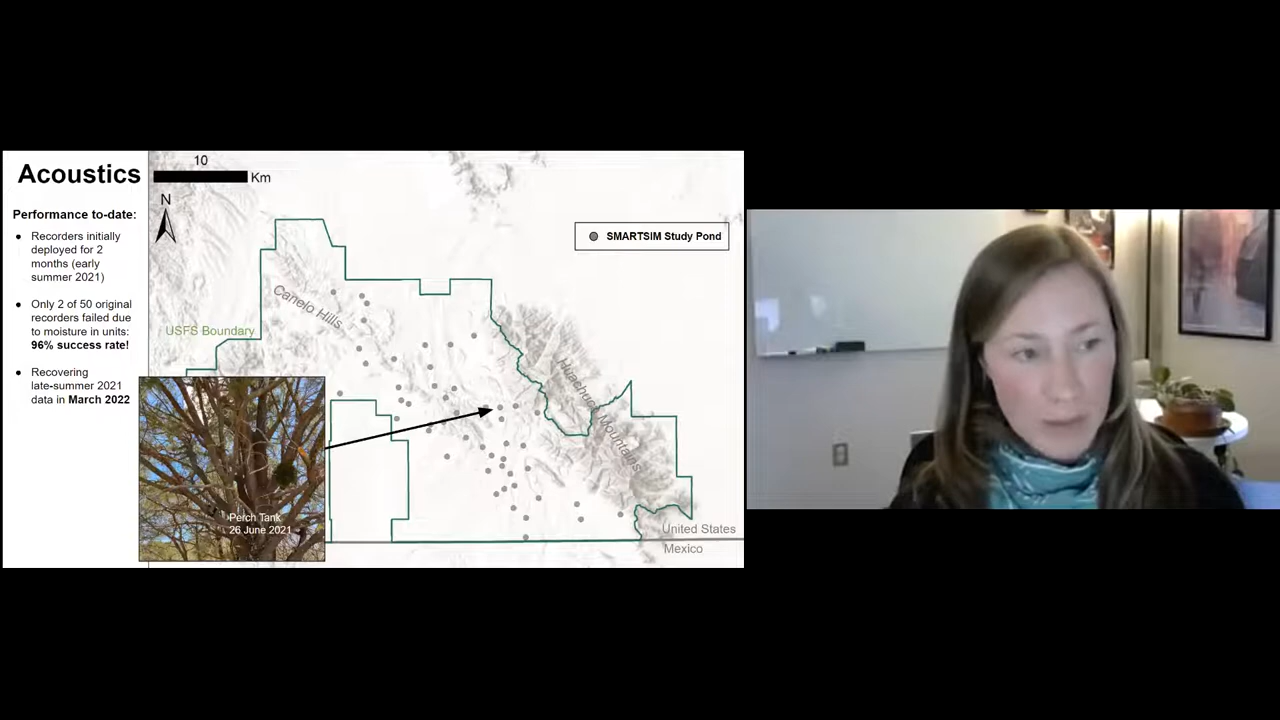 Acoustics
Performance to-date:
● Recorders initially
deployed for 2
months (early
summer 2021)
● Only 2 of 50 original
recorders failed due
to moisture in units:
96% success rate!
● Recovering
late-summer 2021
data in March 2022
10
Km
N
SMARTSIM Study Pond
Canelo Hills
USFS Boundary
Huachuca Mountains
Perch Tank
26 June 2021
United States
Mexico